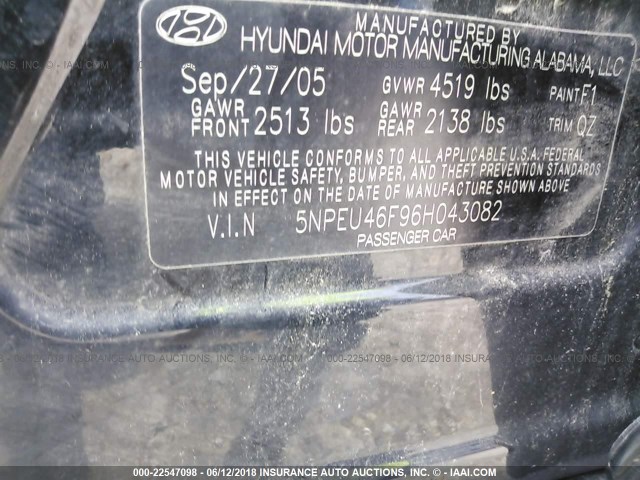 MANUFACTURED BY
HYUNDAI MOTOR MANUFACTURING ALABAMA, LLC
Sep/27/05 GVWR 4519 lbs PAINT F1
GAWR FRONT 2513 lbs GAWR REAR 2138 lbs TRIM QZ
THIS VEHICLE CONFORMS TO ALL APPLICABLE U.S.A. FEDERAL
MOTOR VEHICLE SAFETY, BUMPER, AND THEFT PREVENTION STANDARDS
IN EFFECT ON THE DATE OF MANUFACTURE SHOWN ABOVE
V.I.N 5NPEU46F96H043082
PASSENGER CAR
000-22547098 - 06/12/2018 INSURANCE AUTO AUCTIONS, INC. - © - IAAI.COM